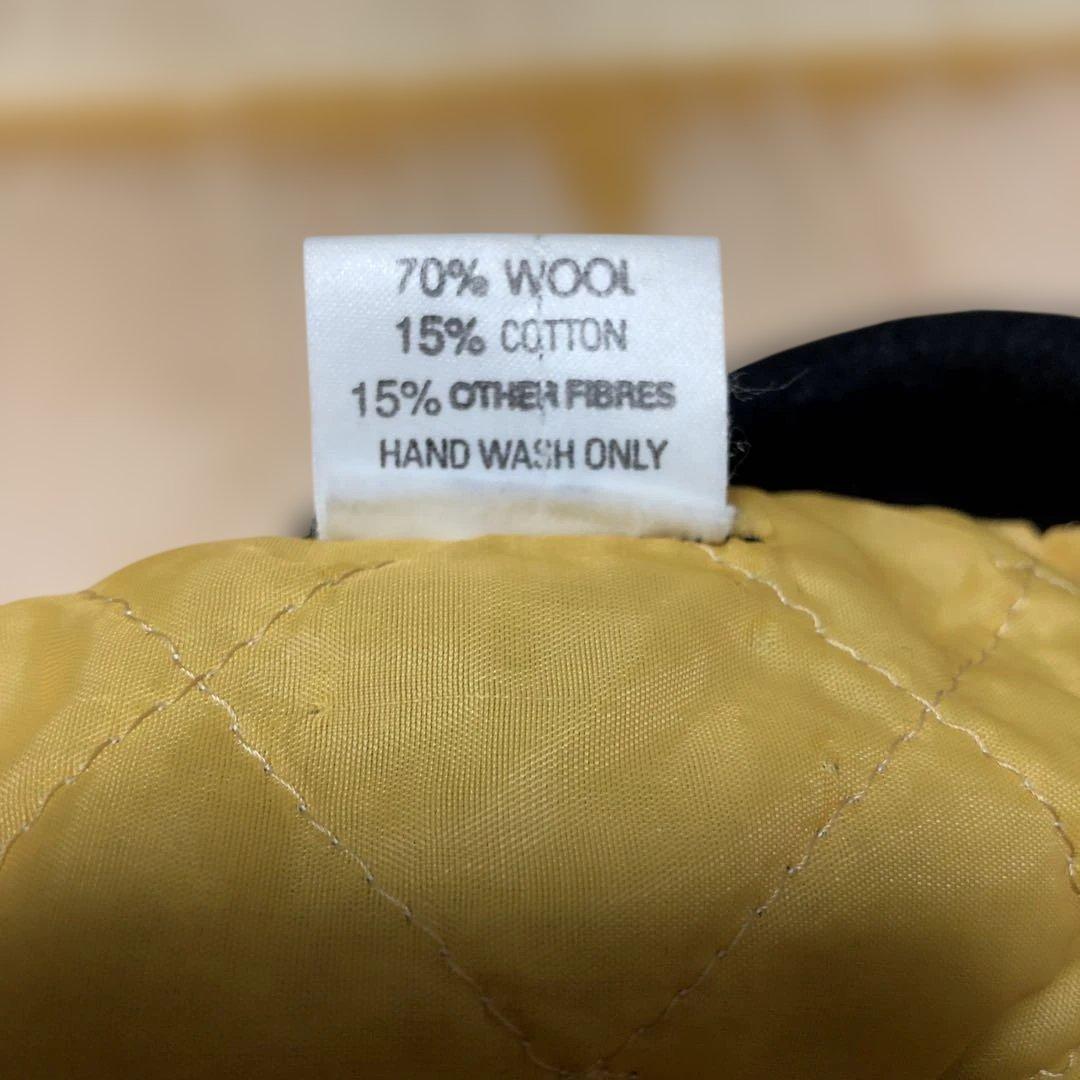 70% WOOL
15% COTTON
15% OTHER FIBRES
HAND WASH ONLY